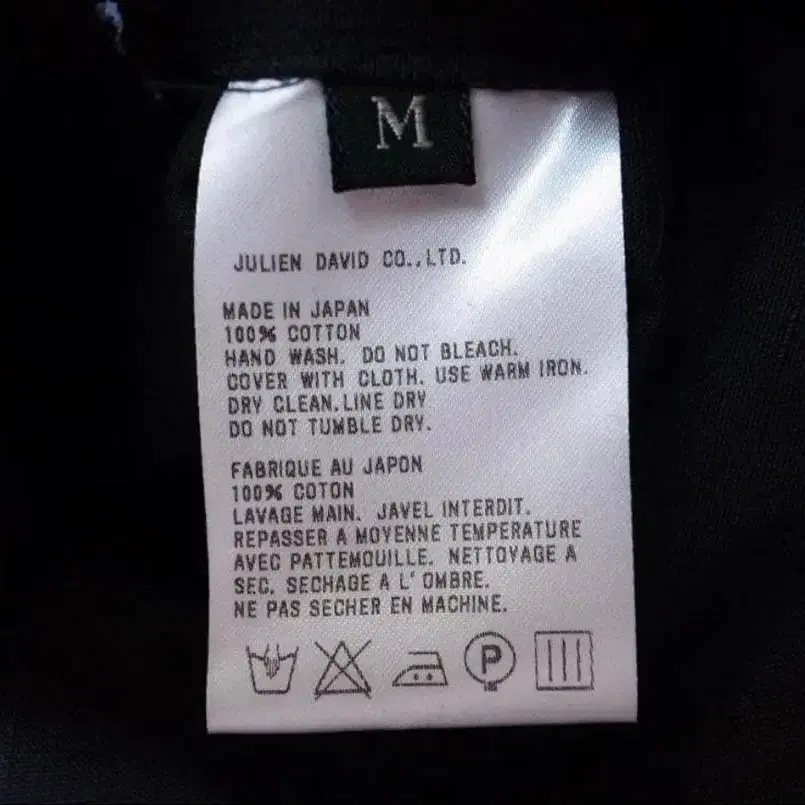 M
JULIEN DAVID CO.,LTD.
MADE IN JAPAN
100% COTTON
HAND WASH. DO NOT BLEACH.
COVER WITH CLOTH. USE WARM IRON.
DRY CLEAN.LINE DRY
DO NOT TUMBLE DRY.
FABRIQUE AU JAPON
100% COTON
LAVAGE MAIN. JAVEL INTERDIT.
REPASSER A MOYENNE TEMPERATURE
AVEC PATTEMOUILLE. NETTOYAGE A
SEC. SECHAGE A L' OMBRE.
NE PAS SECHER EN MACHINE.
P